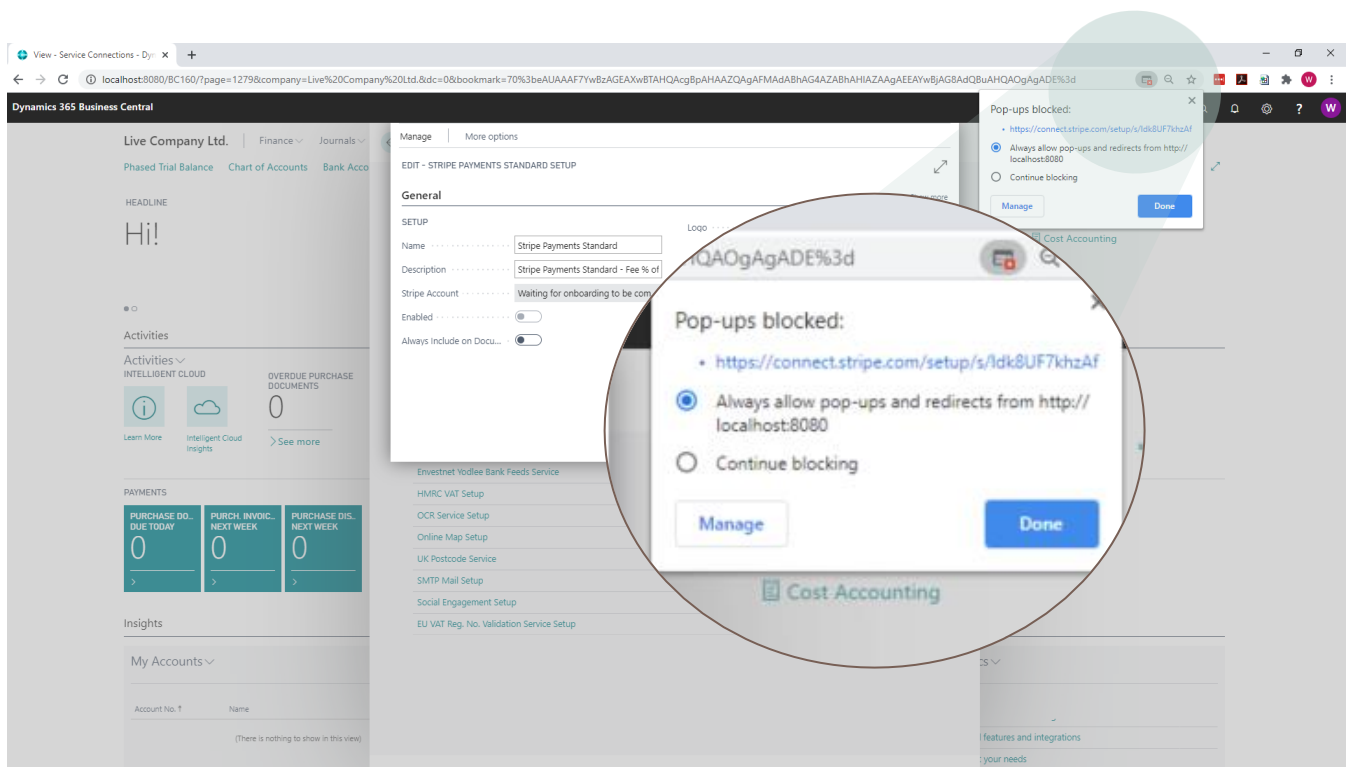 View - Service Connections - Dy
localhost:8080/BC160/?page=1279&company=Live%20Company%20Ltd.&dc=0&bookmark=70%3beAUAAAF7YwBzAGEAXwBTAHQAcgBpAHAAZQAgAFMAdABhAG4AZABhAHIAZAAgAEEAYwBjAG8AdQBuAHQAOgAgADE%3d
W
Dynamics 365 Business Central
?
W
Live Company Ltd.
Finance
Journals
Phased Trial Balance
Chart of Accounts
Bank Acco
HEADLINE
Hi!
Activities
Activities
INTELLIGENT CLOUD
OVERDUE PURCHASE
DOCUMENTS
0
Learn More
Intelligent Cloud
Insights
See more
PAYMENTS
PURCHASE DO...
DUE TODAY
0
PURCH. INVOIC...
NEXT WEEK
0
PURCHASE DIS...
NEXT WEEK
0
Insights
My Accounts
Account No. ↑
Name
(There is nothing to show in this view)
Manage
More options
EDIT - STRIPE PAYMENTS STANDARD SETUP
General
more
SETUP
Logo
Name
Stripe Payments Standard
Description
Stripe Payments Standard - Fee % of
Stripe Account
Waiting for onboarding to be com
Enabled
Always Include on Docu...
Envestnet Yodlee Bank Feeds Service
HMRC VAT Setup
OCR Service Setup
Online Map Setup
UK Postcode Service
SMTP Mail Setup
Social Engagement Setup
EU VAT Reg. No. Validation Service Setup
Pop-ups blocked:
• https://connect.stripe.com/setup/s/Idk8UF7khzAf
Always allow pop-ups and redirects from http://
localhost:8080
Continue blocking
Manage
Done
Cost Accounting
HQAOgAgADE%3d
Pop-ups blocked:
• https://connect.stripe.com/setup/s/Idk8UF7khzAf
Always allow pop-ups and redirects from http://
localhost:8080
Continue blocking
Manage
Done
Cost Accounting
features and integrations
your needs